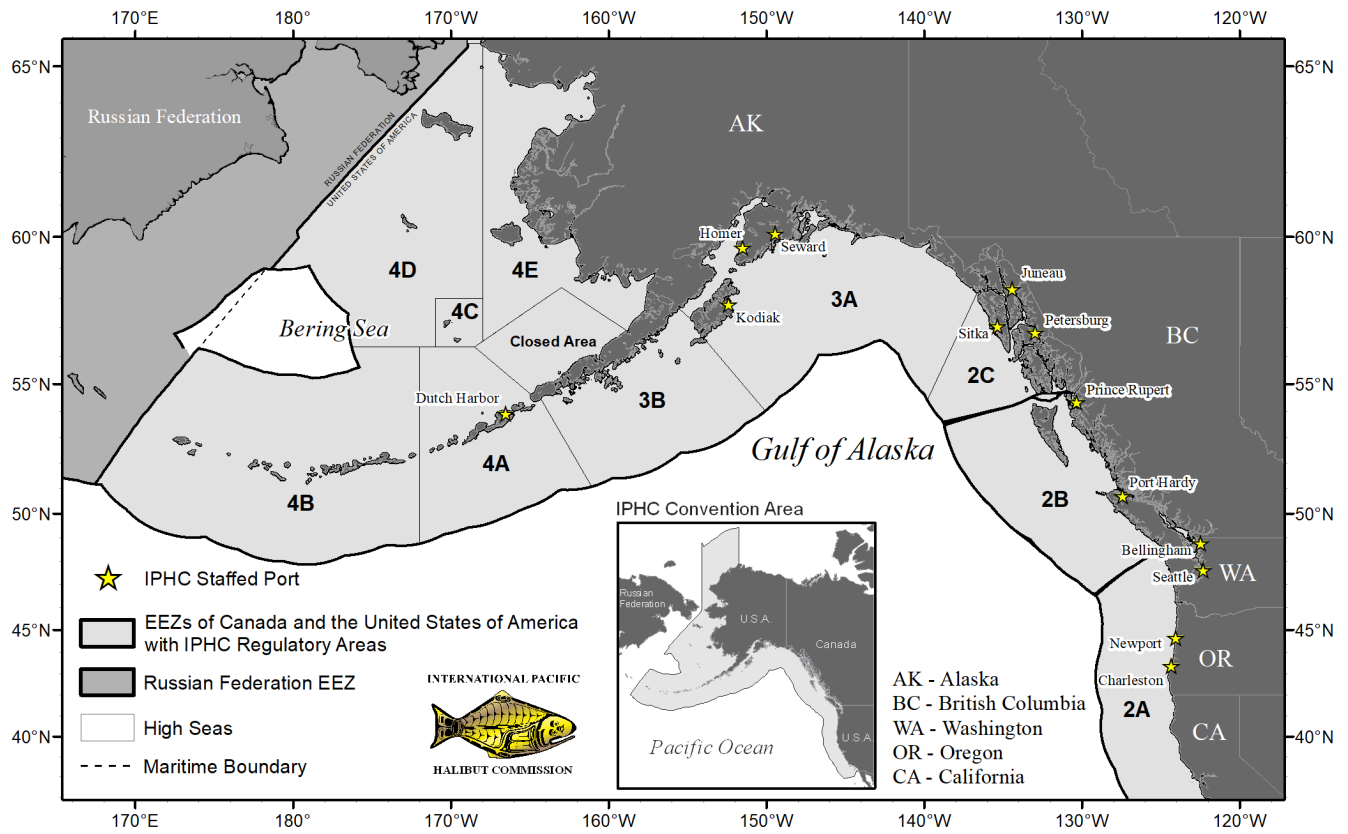 170°E 180° 170°W 160°W 150°W 140°W 130°W 120°W
65°N 65°N
Russian Federation
AK
RUSSIAN FEDERATION
UNITED STATES OF AMERICA
60°N 60°N
Homer
Seward
4D
4E
Juneau
3A
4C
Kodiak
Petersburg
Bering Sea
Sitka
BC
Closed Area
2C
55°N 55°N
Prince Rupert
Dutch Harbor
3B
Gulf of Alaska
4A
Port Hardy
4B
2B
50°N 50°N
IPHC Convention Area
Bellingham
Seattle
WA
IPHC Staffed Port
Russian
Federation
U.S.A.
Canada
EEZs of Canada and the United States of America
with IPHC Regulatory Areas
45°N 45°N
Newport
OR
Charleston
Russian Federation EEZ
INTERNATIONAL PACIFIC
HALIBUT COMMISSION
High Seas
Maritime Boundary
U.S.A.
Pacific Ocean
AK - Alaska
BC - British Columbia
WA - Washington
OR - Oregon
CA - California
2A
CA
40°N 40°N
170°E 180° 170°W 160°W 150°W 140°W 130°W 120°W